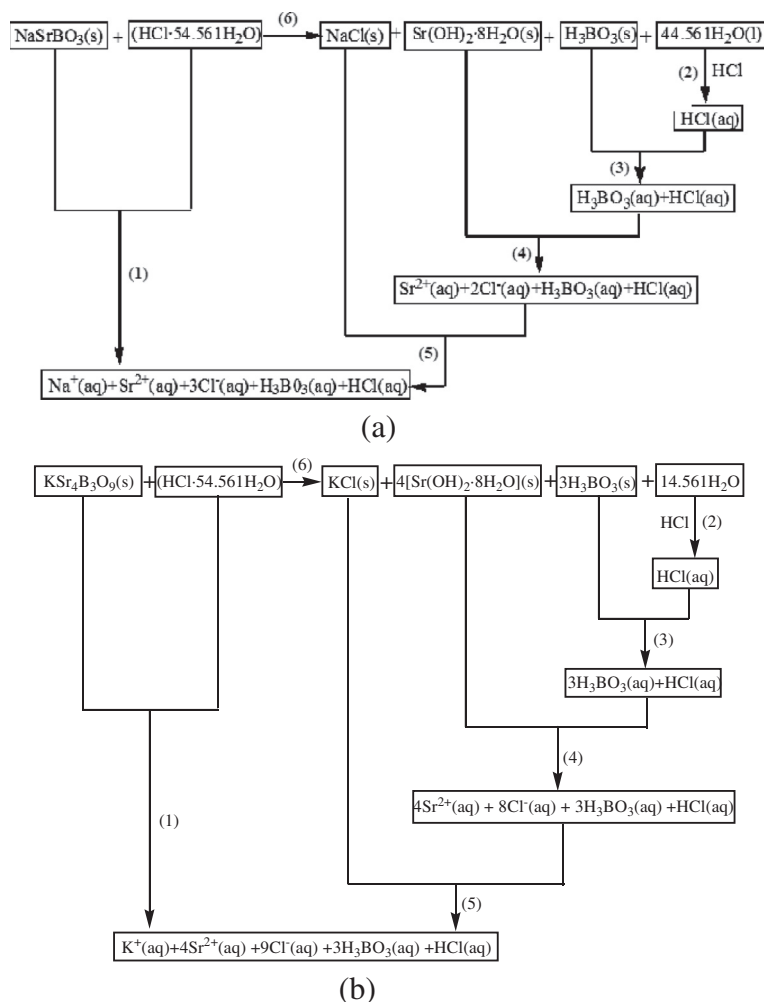 NaSrBO₃(s) + (HCl·54.561H₂O) (6) NaCl(s) + Sr(OH)₂·8H₂O(s) + H₃BO₃(s) + 44.561H₂O(l)
(2) HCl
HCl(aq)
(3)
H₃BO₃(aq)+HCl(aq)
(4)
(1)
Sr²⁺(aq)+2Cl⁻(aq)+H₃BO₃(aq)+HCl(aq)
(5)
Na⁺(aq)+Sr²⁺(aq)+3Cl⁻(aq)+H₃BO₃(aq)+HCl(aq)
(a)
KSr₄B₃O₉(s) + (HCl·54.561H₂O) (6) KCl(s) + 4[Sr(OH)₂·8H₂O](s) + 3H₃BO₃(s) + 14.561H₂O
HCl (2)
HCl(aq)
(3)
3H₃BO₃(aq)+HCl(aq)
(4)
4Sr²⁺(aq) + 8Cl⁻(aq) + 3H₃BO₃(aq) +HCl(aq)
(1)
(5)
K⁺(aq)+4Sr²⁺(aq) +9Cl⁻(aq) +3H₃BO₃(aq) +HCl(aq)
(b)